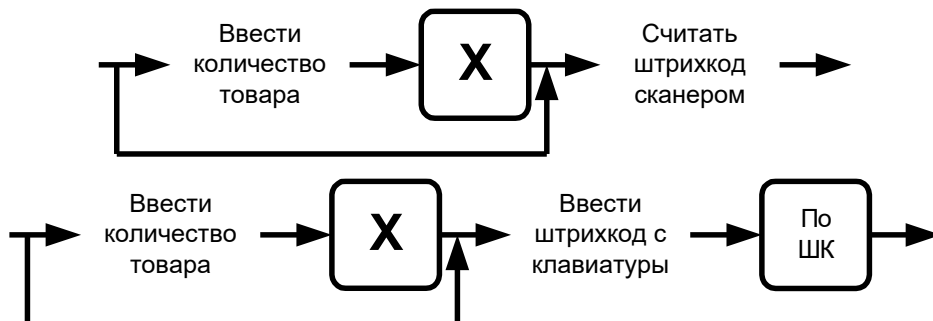 Ввести
количество
товара
X
Считать
штрихкод
сканером
Ввести
количество
товара
X
Ввести
штрихкод с
клавиатуры
По
ШК